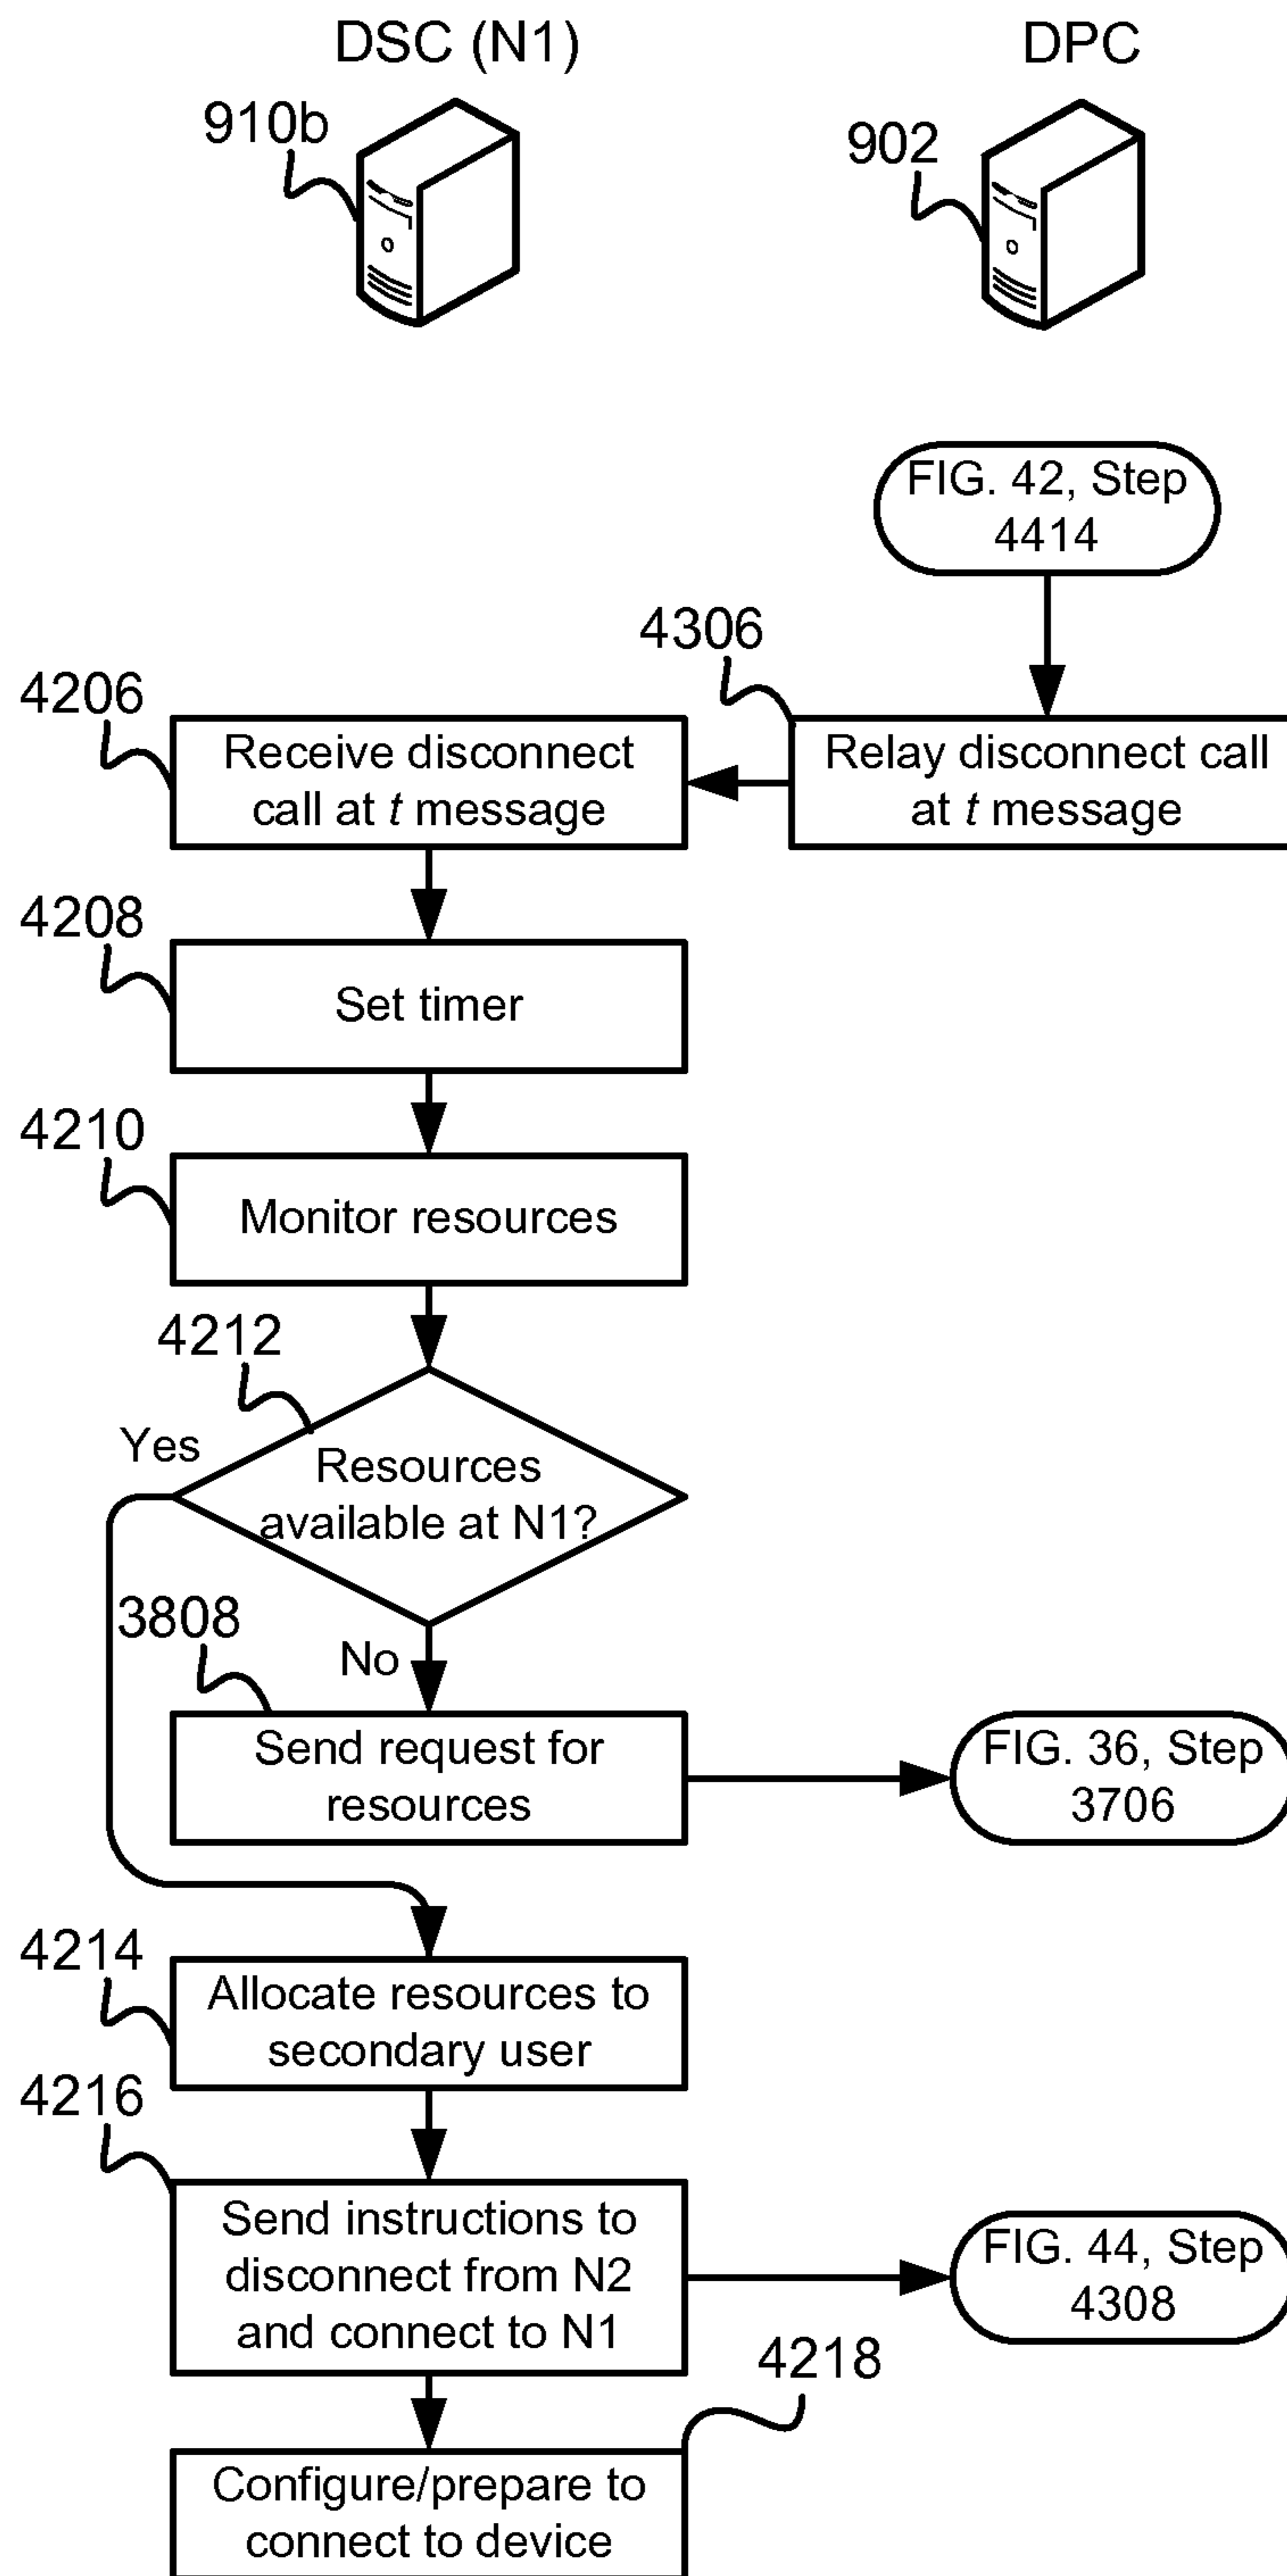 DSC (N1)
DPC
910b
902
FIG. 42, Step
4414
4306
4206
Receive disconnect
call at t message
Relay disconnect call
at t message
4208
Set timer
4210
Monitor resources
4212
Yes
Resources
available at N1?
3808
No
Send request for
resources
FIG. 36, Step
3706
4214
Allocate resources to
secondary user
4216
Send instructions to
disconnect from N2
and connect to N1
FIG. 44, Step
4308
4218
Configure/prepare to
connect to device